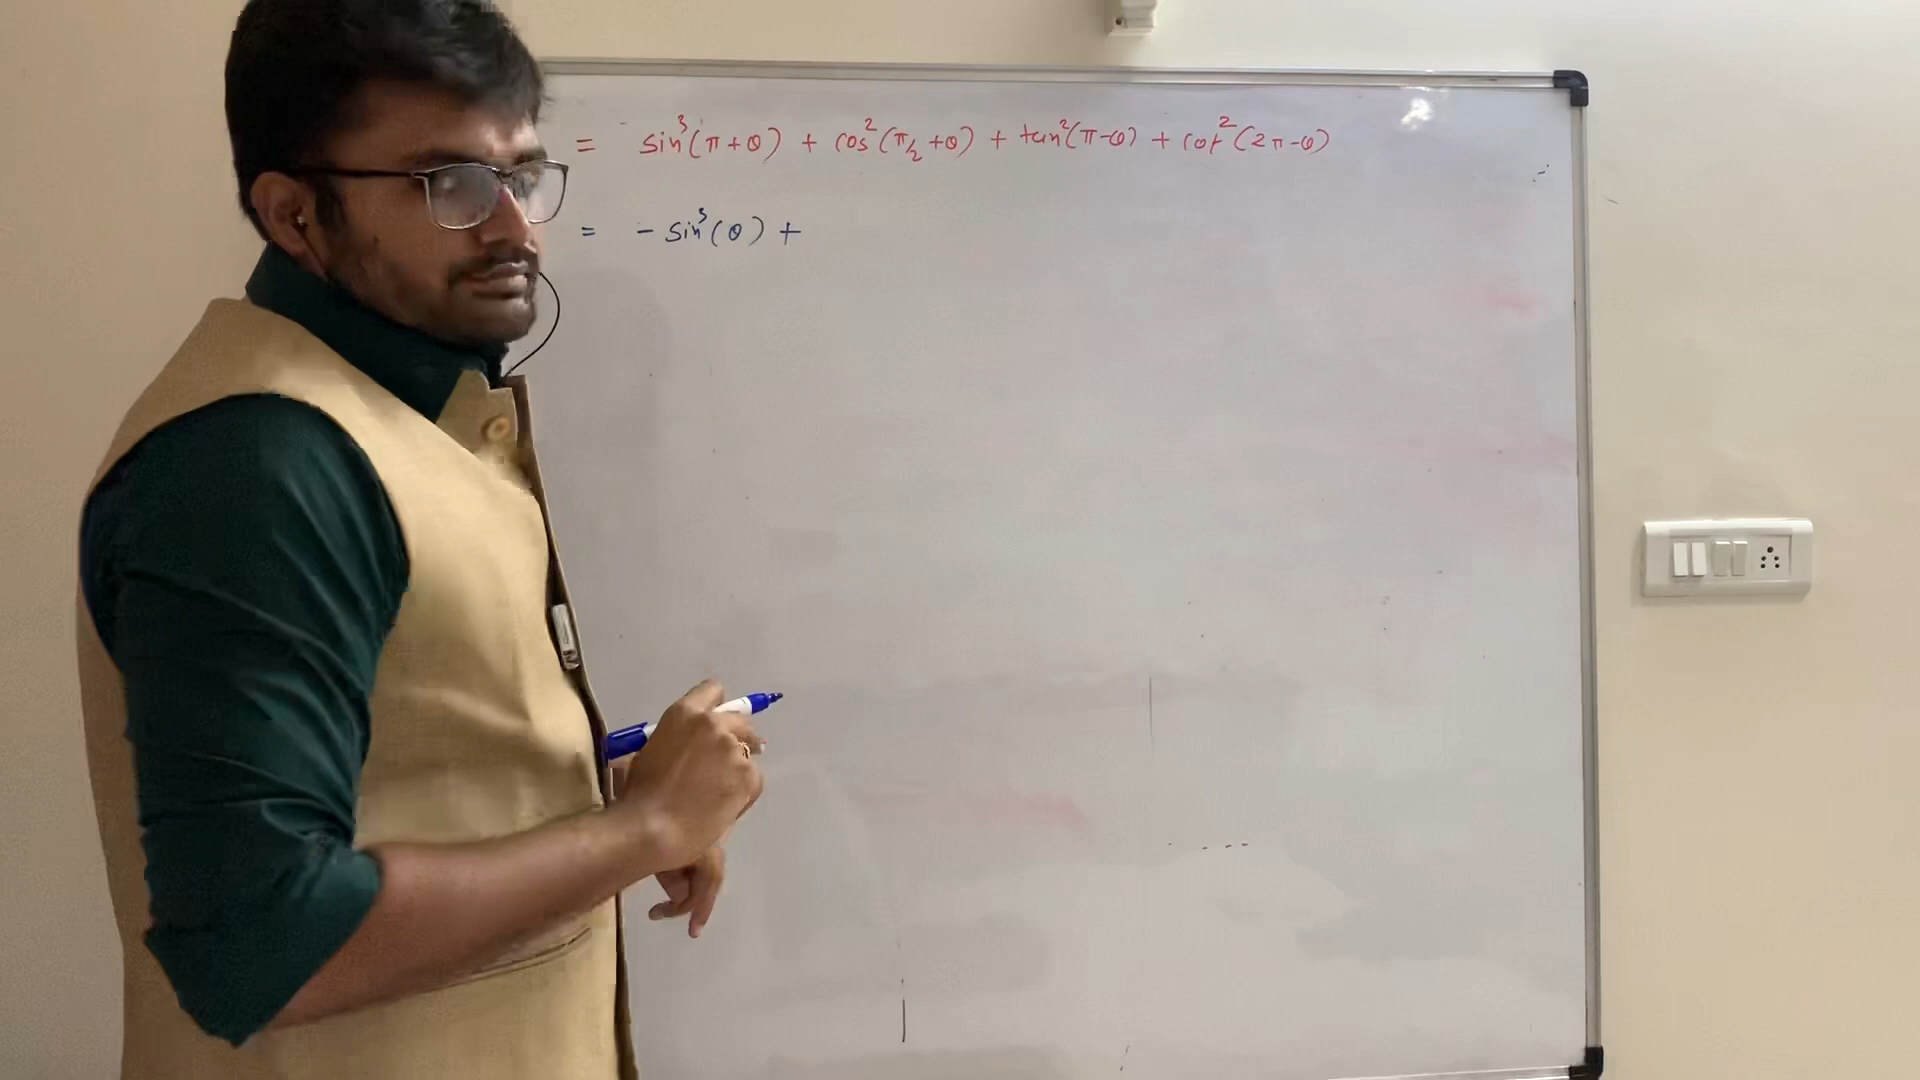 = sin³(π+θ) + cos²(π/2+θ) + tan²(π-θ) + cot²(2π-θ)
= - sin³(θ) +